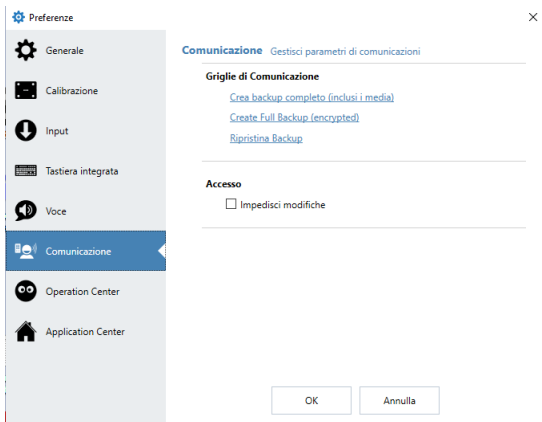 Preferenze
Generale
Calibrazione
Input
Tastiera integrata
Voce
Comunicazione
Operation Center
Application Center
Comunicazione Gestisci parametri di comunicazioni
Griglie di Comunicazione
Crea backup completo (inclusi i media)
Create Full Backup (encrypted)
Ripristina Backup
Accesso
Impedisci modifiche
OK
Annulla